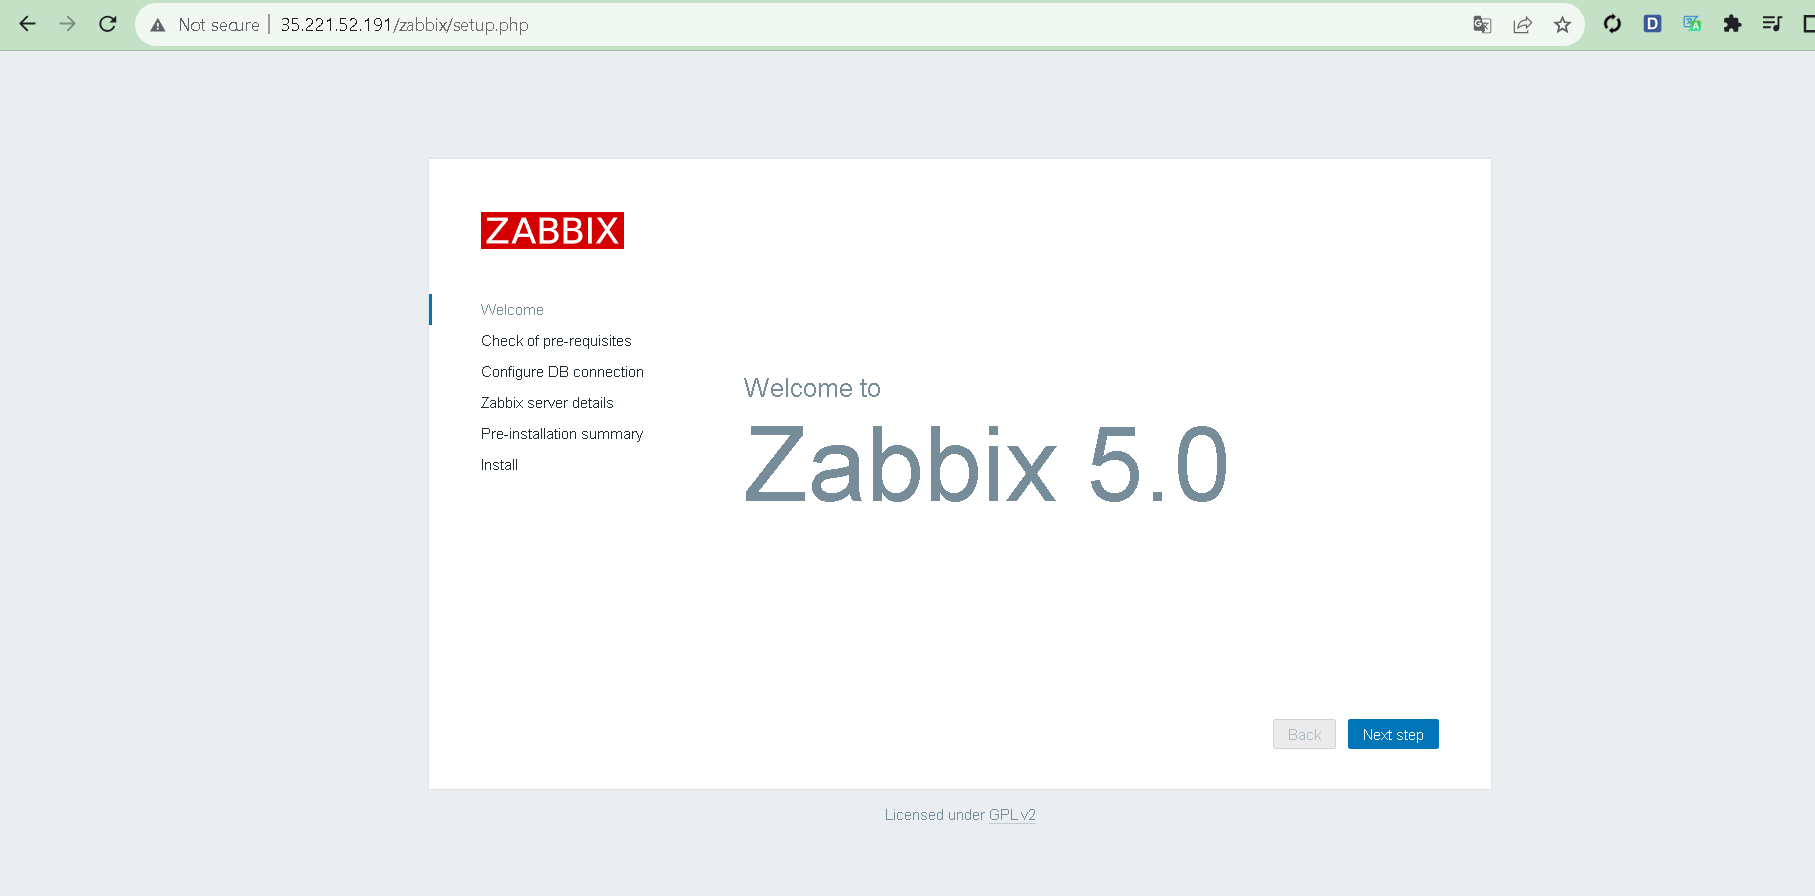 Not secure | 35.221.52.191/zabbix/setup.php
D
ZABBIX
Welcome
Check of pre-requisites
Configure DB connection
Zabbix server details
Pre-installation summary
Install
Welcome to
Zabbix 5.0
Back
Next step
Licensed under GPL v2